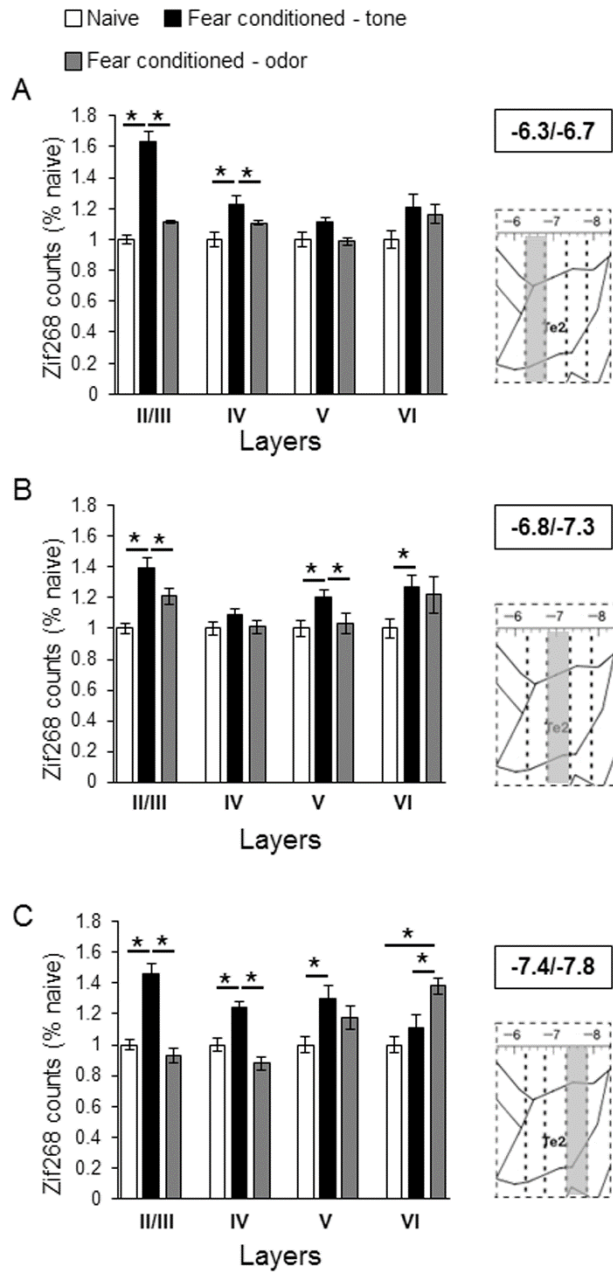 Naive Fear conditioned - tone
Fear conditioned - odor
A
* * * *
Zif268 counts (% naive)
1.8
1.6
1.4
1.2
1
0.8
0.6
0.4
0.2
0
II/III IV V VI
Layers
-6.3/-6.7
-6 -7 -8
Te2
B
* * * * *
Zif268 counts (% naive)
1.8
1.6
1.4
1.2
1
0.8
0.6
0.4
0.2
0
II/III IV V VI
Layers
-6.8/-7.3
-6 -7 -8
Te2
C
* * * * * * *
Zif268 counts (% naive)
1.8
1.6
1.4
1.2
1
0.8
0.6
0.4
0.2
0
II/III IV V VI
Layers
-7.4/-7.8
-6 -7 -8
Te2